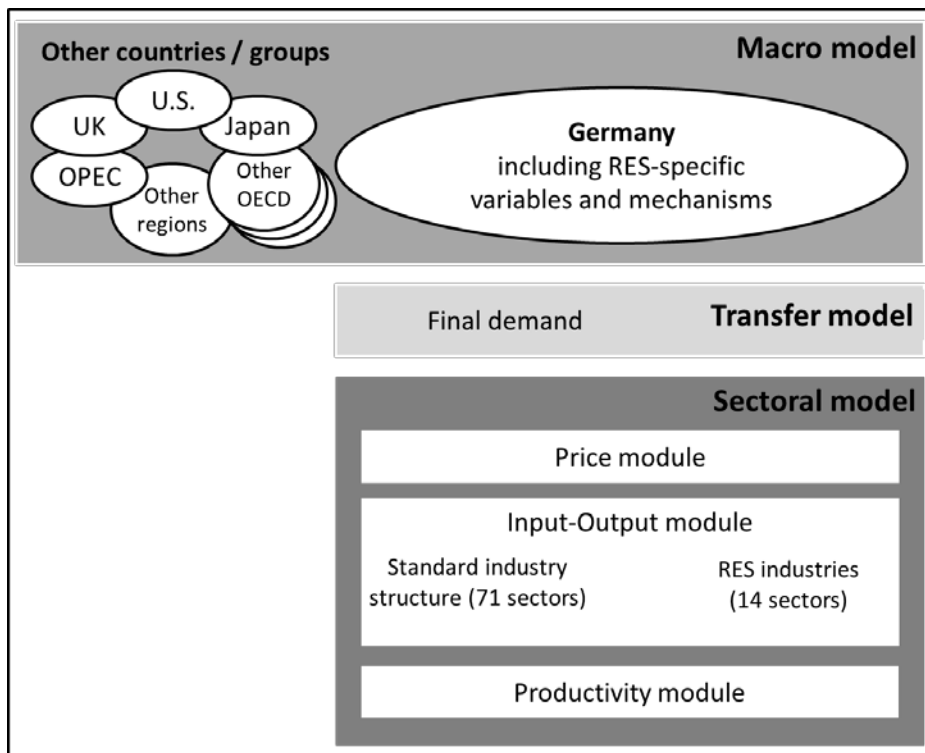 Other countries / groups
Macro model
U.S.
UK
Japan
OPEC
Other
OECD
Other
regions
Germany
including RES-specific
variables and mechanisms
Final demand
Transfer model
Sectoral model
Price module
Input-Output module
Standard industry
structure (71 sectors)
RES industries
(14 sectors)
Productivity module